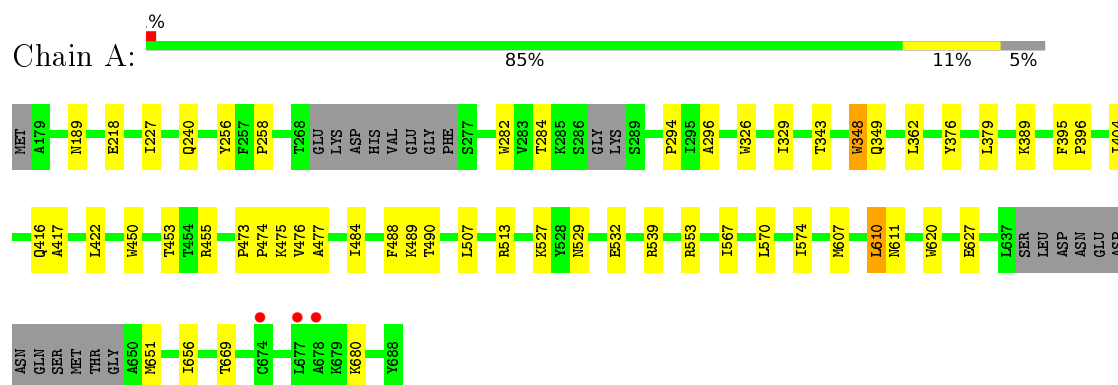 %
Chain A:
85%
11%
5%
MET A179 N189 E218 I227 Q240 Y256 F257 P258 T268 GLU LYS ASP HIS VAL GLU GLY PHE S277 W282 V283 T284 K285 S286 GLY LYS S289 P294 I295 A296 W326 I329 T343 W348 Q349 L362 Y376 L379 K389 F395 P396
Q416 A417 L422 W450 T453 T454 R455 P473 P474 K475 V476 A477 I484 F488 K489 T490 L507 R513 K527 Y528 N529 E532 R539 R553 I567 L570 I574 M607 L610 N611 W620 E627 L637 SER LEU ASP ASN GLU ASP
ASN GLN SER MET THR GLY A650 M651 I656 T669 C674 L677 A678 K679 K680 Y688